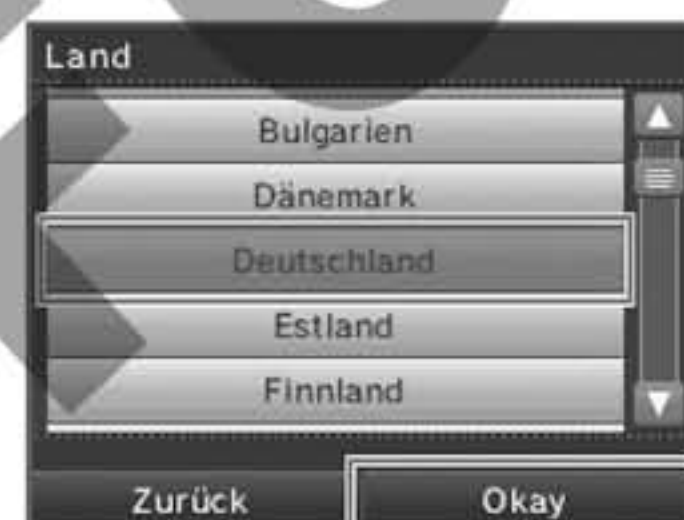 Land
Bulgarien
Dänemark
Deutschland
Estland
Finnland
Zurück Okay